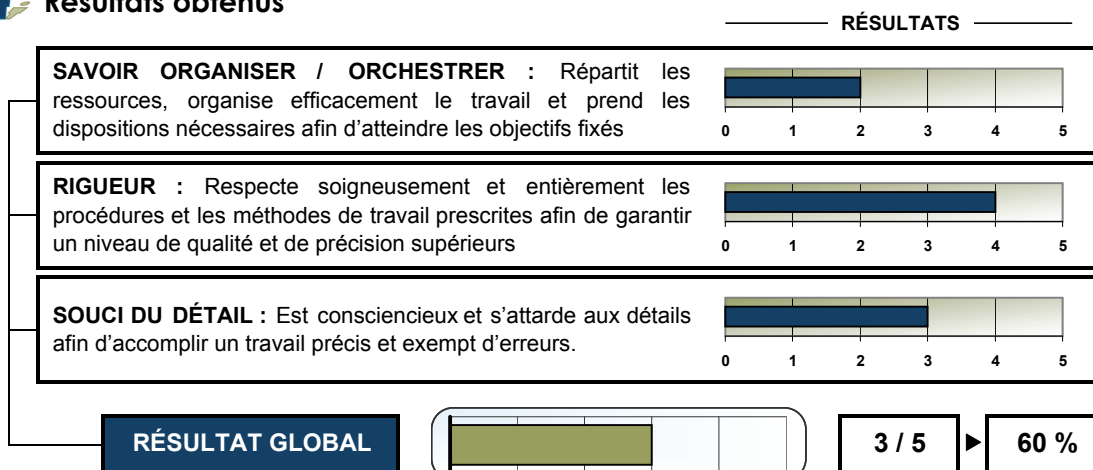 Résultats obtenus
RÉSULTATS
SAVOIR ORGANISER / ORCHESTRER : Répartit les
ressources, organise efficacement le travail et prend les
dispositions nécessaires afin d’atteindre les objectifs fixés
0 1 2 3 4 5
RIGUEUR : Respecte soigneusement et entièrement les
procédures et les méthodes de travail prescrites afin de garantir
un niveau de qualité et de précision supérieurs
0 1 2 3 4 5
SOUCI DU DÉTAIL : Est consciencieux et s’attarde aux détails
afin d’accomplir un travail précis et exempt d’erreurs.
0 1 2 3 4 5
RÉSULTAT GLOBAL
3 / 5
60 %